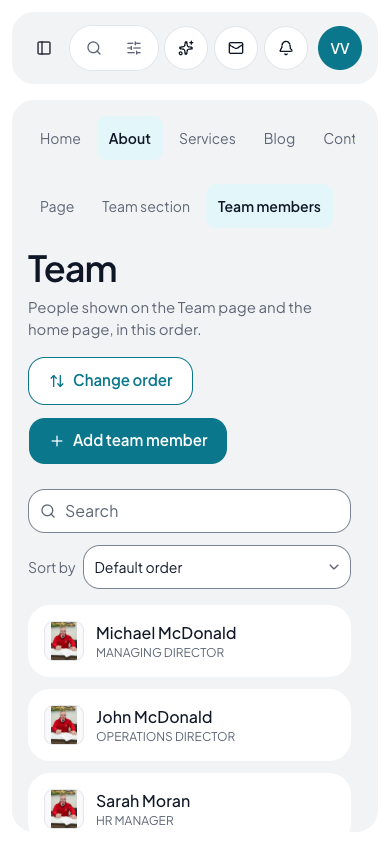 VV
Home About Services Blog Cont
Page Team section Team members
Team
People shown on the Team page and the
home page, in this order.
Change order
Add team member
Search
Sort by Default order
Michael McDonald
MANAGING DIRECTOR
John McDonald
OPERATIONS DIRECTOR
Sarah Moran
HR MANAGER